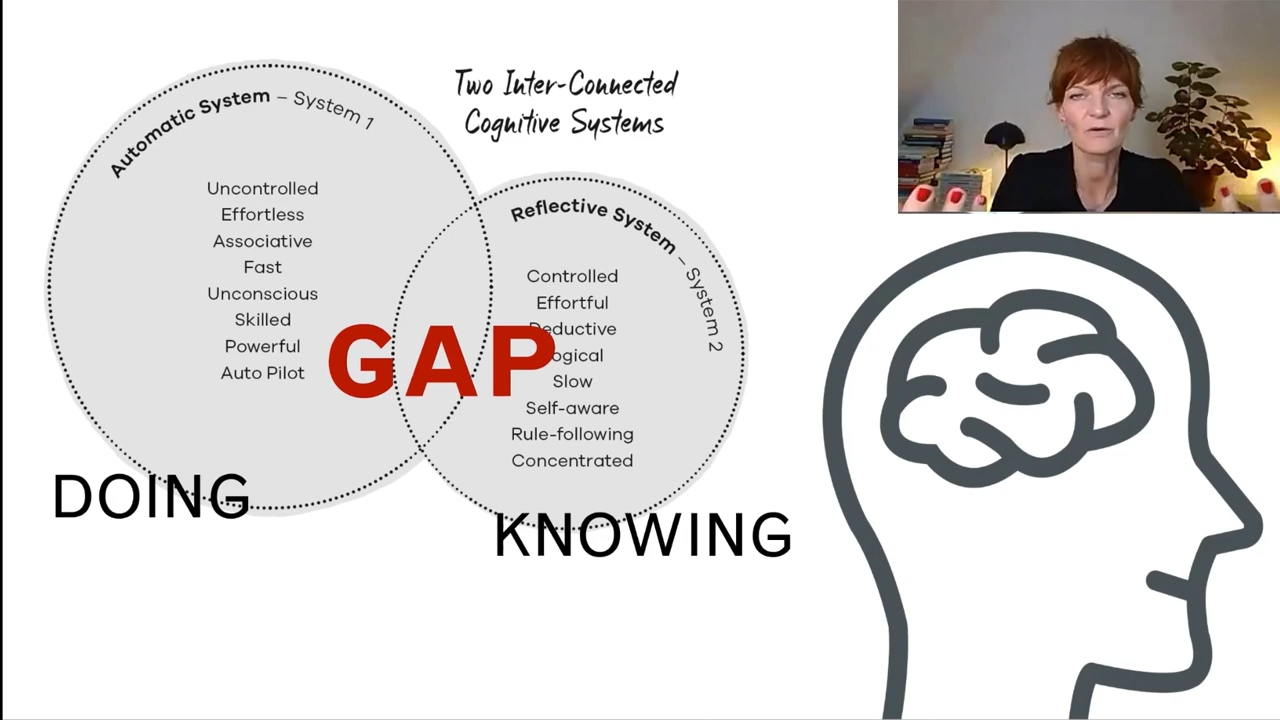 Two Inter-Connected
Cognitive Systems
Automatic System – System 1
Uncontrolled
Effortless
Associative
Fast
Unconscious
Skilled
Powerful
Auto Pilot
Reflective System – System 2
Controlled
Effortful
Deductive
ogical
Slow
Self-aware
Rule-following
Concentrated
GAP
DOING
KNOWING